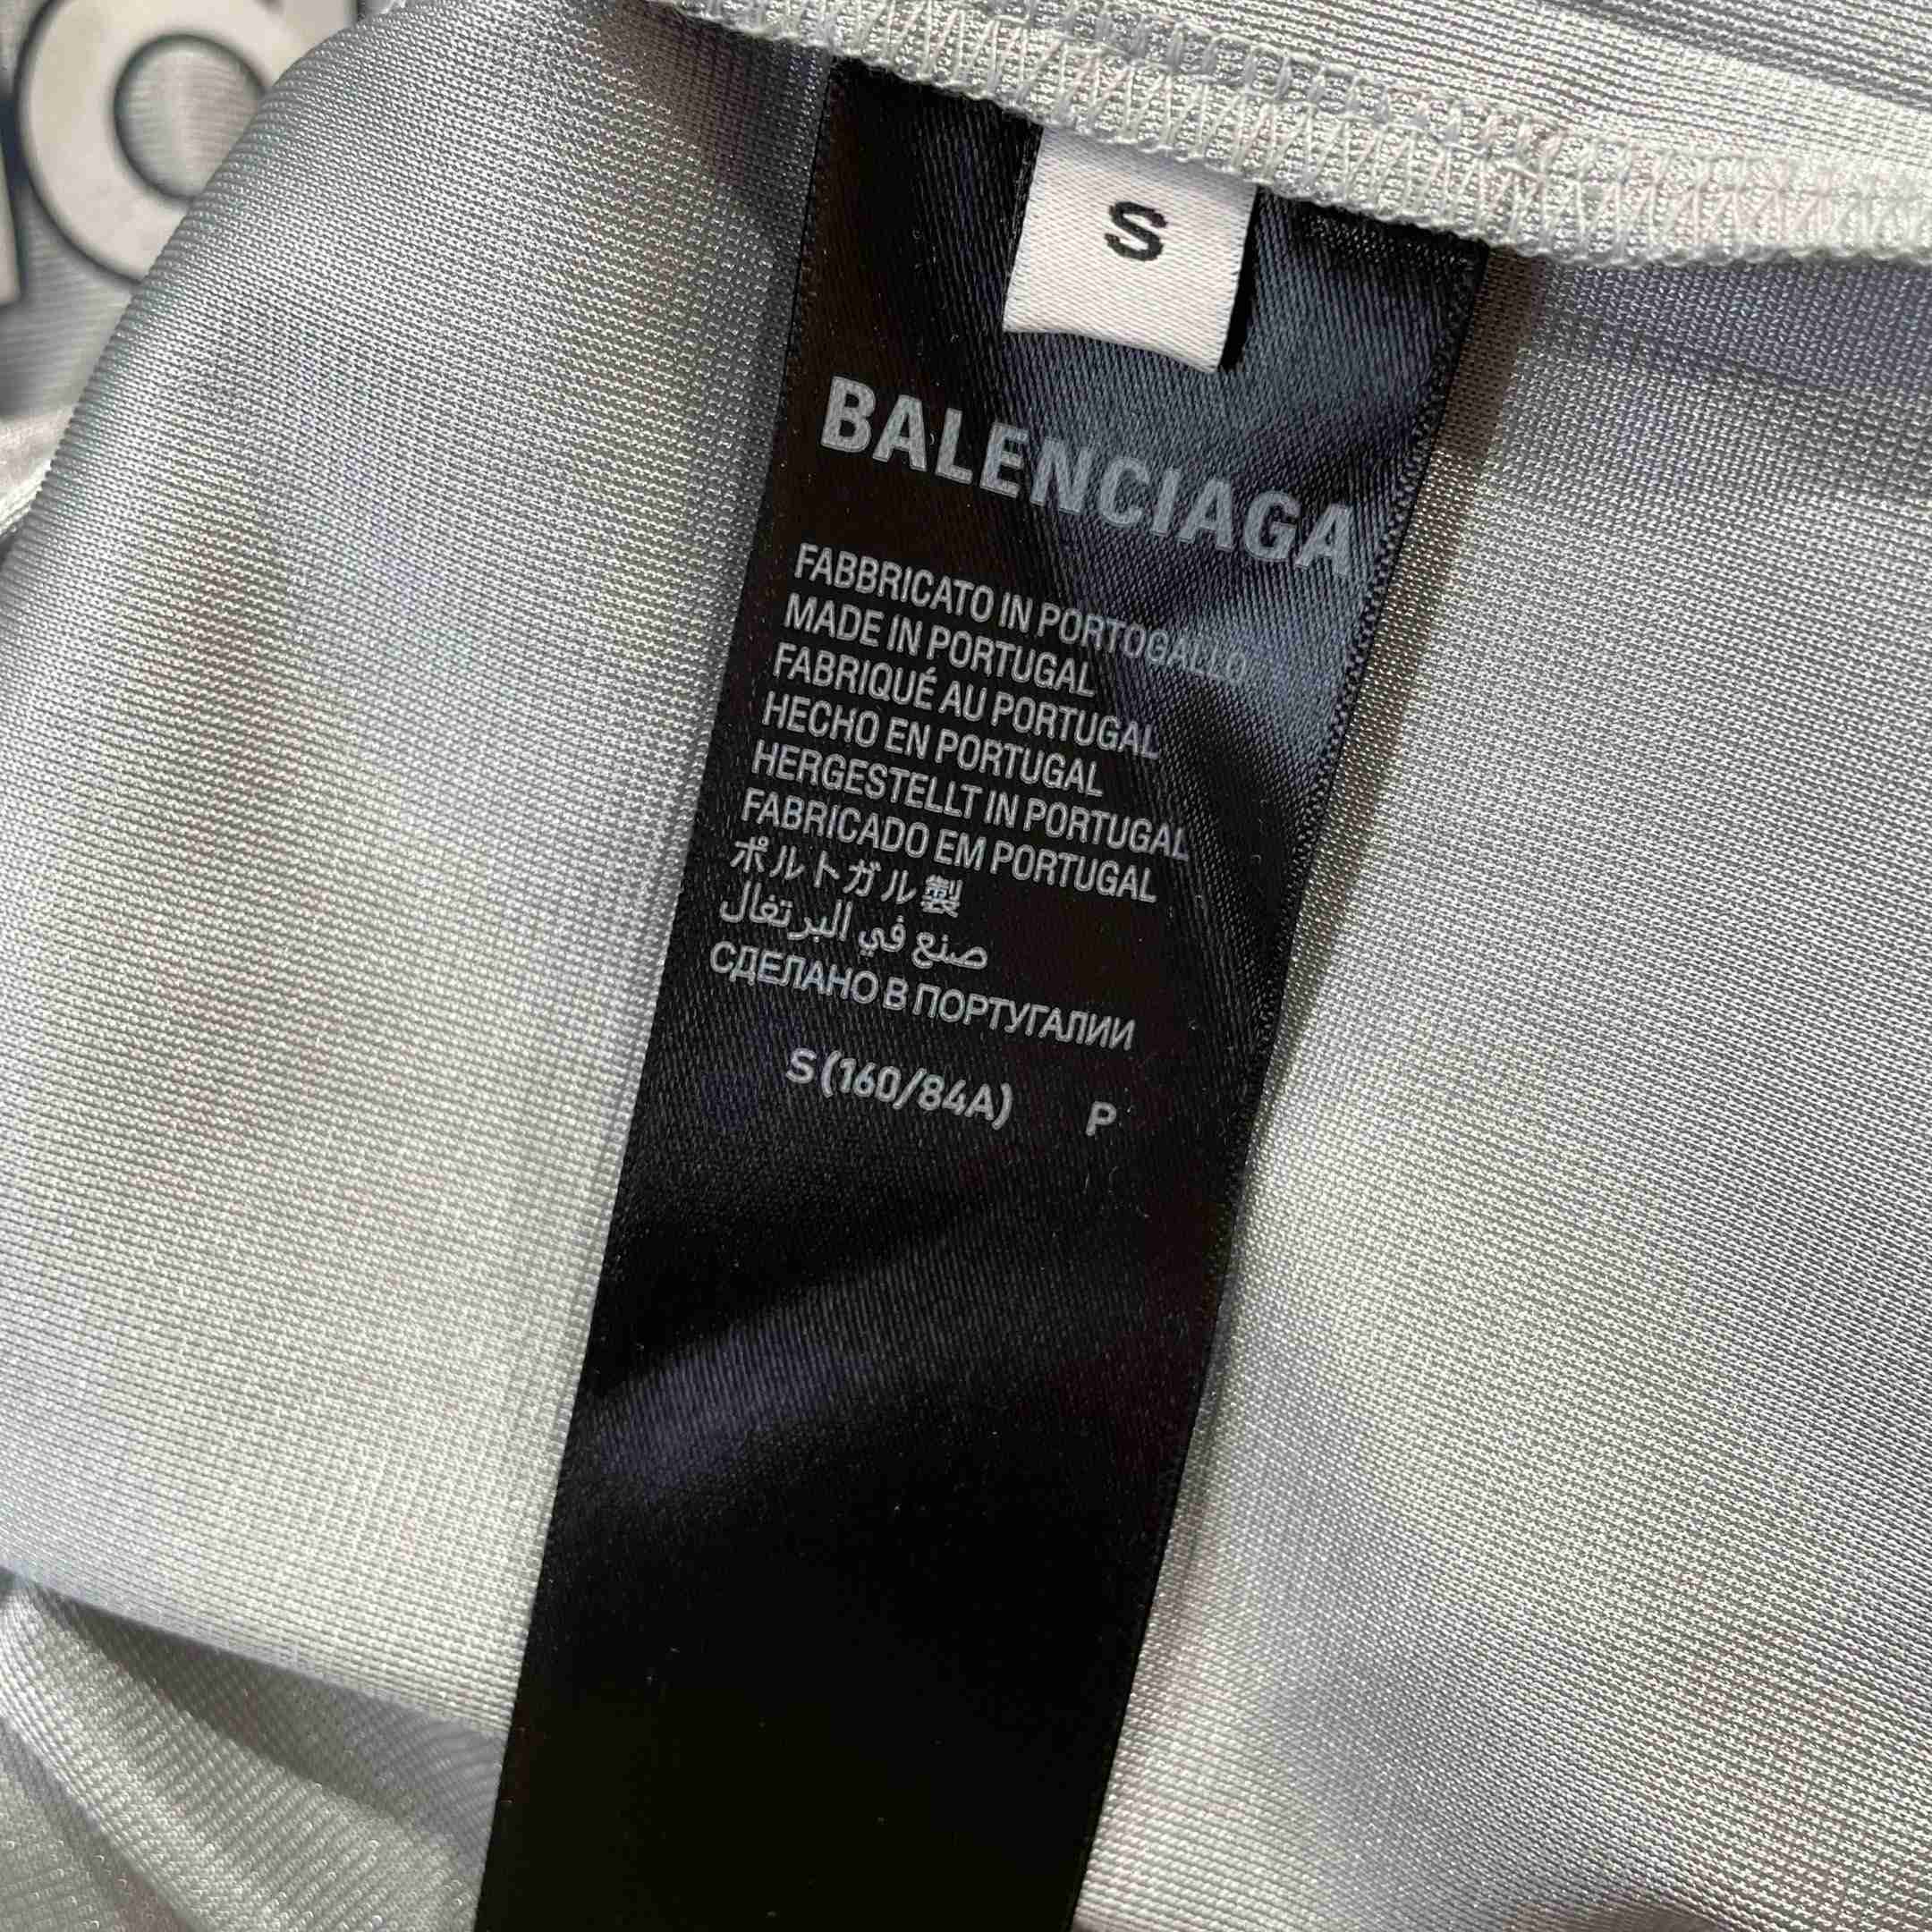 S
BALENCIAGA
FABBRICATO IN PORTOGALLO
MADE IN PORTUGAL
FABRIQUÉ AU PORTUGAL
HECHO EN PORTUGAL
HERGESTELLT IN PORTUGAL
FABRICADO EM PORTUGAL
ポルトガル製
صنع في البرتغال
СДЕЛАНО В ПОРТУГАЛИИ
S (160/84A) P